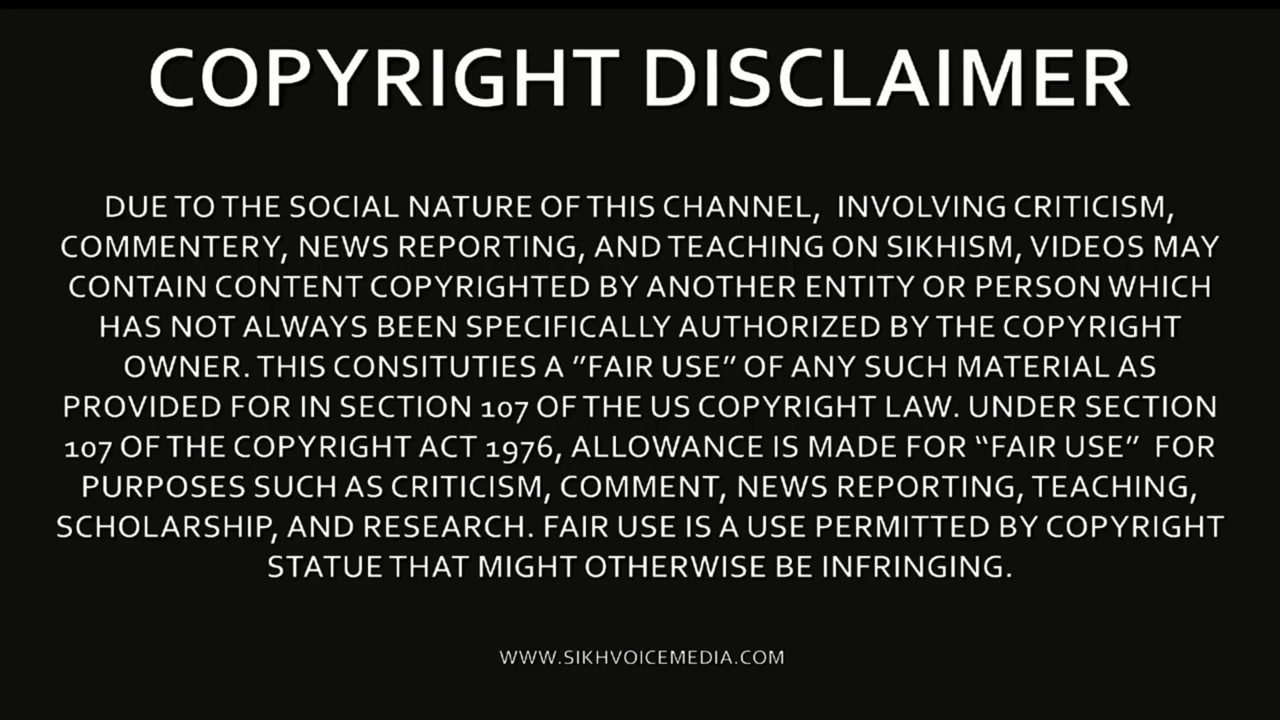 COPYRIGHT DISCLAIMER
DUE TO THE SOCIAL NATURE OF THIS CHANNEL, INVOLVING CRITICISM,
COMMENTERY, NEWS REPORTING, AND TEACHING ON SIKHISM, VIDEOS MAY
CONTAIN CONTENT COPYRIGHTED BY ANOTHER ENTITY OR PERSON WHICH
HAS NOT ALWAYS BEEN SPECIFICALLY AUTHORIZED BY THE COPYRIGHT
OWNER. THIS CONSITUTIES A ”FAIR USE” OF ANY SUCH MATERIAL AS
PROVIDED FOR IN SECTION 107 OF THE US COPYRIGHT LAW. UNDER SECTION
107 OF THE COPYRIGHT ACT 1976, ALLOWANCE IS MADE FOR “FAIR USE” FOR
PURPOSES SUCH AS CRITICISM, COMMENT, NEWS REPORTING, TEACHING,
SCHOLARSHIP, AND RESEARCH. FAIR USE IS A USE PERMITTED BY COPYRIGHT
STATUE THAT MIGHT OTHERWISE BE INFRINGING.
WWW.SIKHVOICEMEDIA.COM